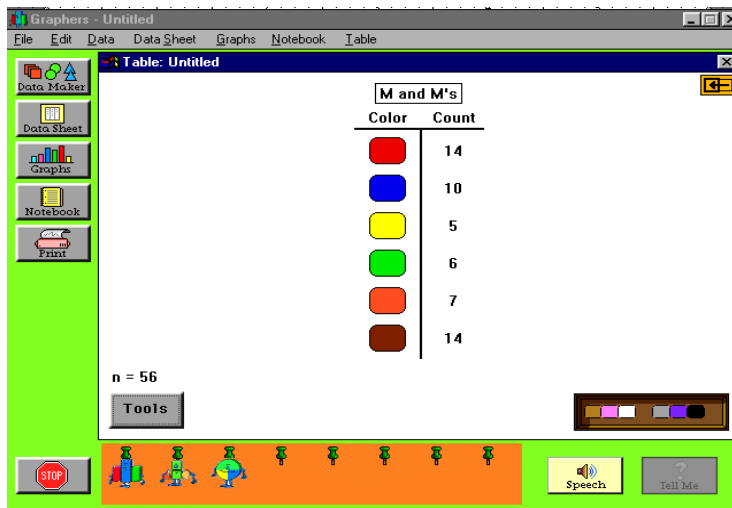 Graphers - Untitled
File Edit Data Data Sheet Graphs Notebook Table
Table: Untitled
Data Maker
Data Sheet
Graphs
Notebook
Print
M and M's
Color Count
14
10
5
6
7
14
n = 56
Tools
STOP
Speech
?
Tell Me